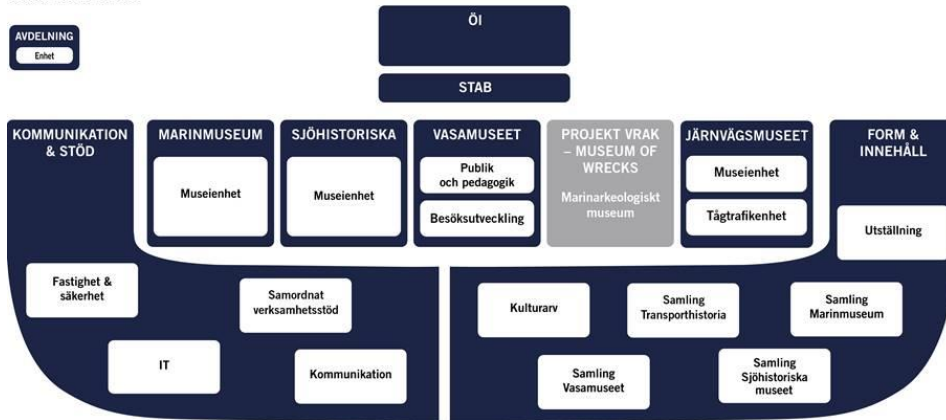 AVDELNING
Enhet
ÖI
STAB
KOMMUNIKATION
& STÖD
MARINMUSEUM
Museienhet
SJÖHISTORISKA
Museienhet
VASAMUSEET
Publik
och pedagogik
Besöksutveckling
PROJEKT VRAK
– MUSEUM OF
WRECKS
Marinarkeologiskt
museum
JÄRNVÄGSMUSEET
Museienhet
Tågtrafikenhet
FORM &
INNEHÅLL
Utställning
Fastighet &
säkerhet
Samordnat
verksamhetsstöd
IT
Kommunikation
Kulturarv
Samling
Transporthistoria
Samling
Marinmuseum
Samling
Vasamuseet
Samling
Sjöhistoriska
museet